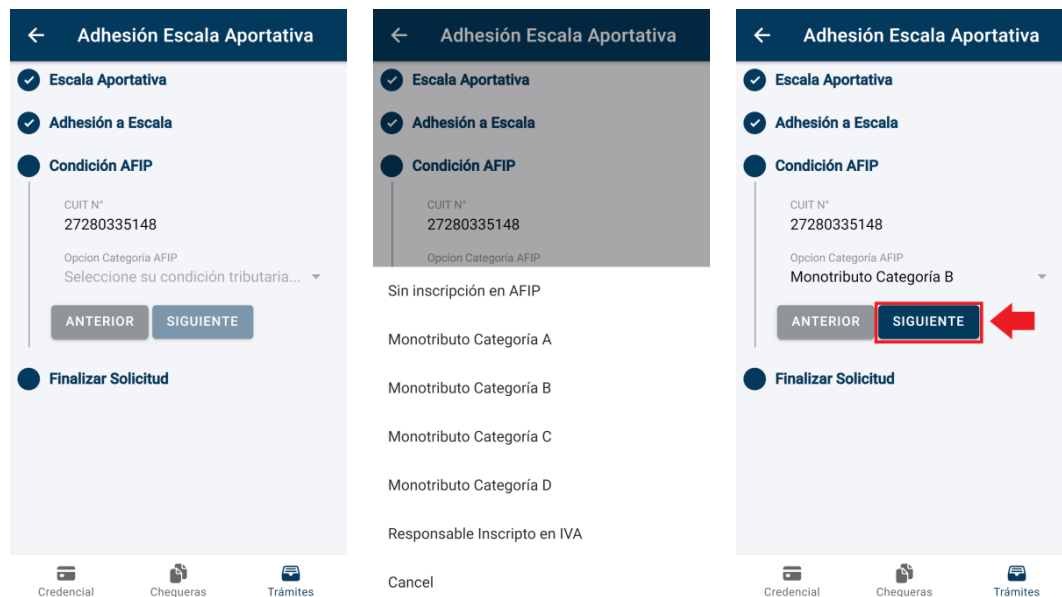 Adhesión Escala Aportativa
Escala Aportativa
Adhesión a Escala
Condición AFIP
CUIT N°
27280335148
Opcion Categoría AFIP
Seleccione su condición tributaria...
ANTERIOR SIGUIENTE
Finalizar Solicitud
Credencial Chequeras Trámites
Adhesión Escala Aportativa
Escala Aportativa
Adhesión a Escala
Condición AFIP
CUIT N°
27280335148
Opcion Categoría AFIP
Sin inscripción en AFIP
Monotributo Categoría A
Monotributo Categoría B
Monotributo Categoría C
Monotributo Categoría D
Responsable Inscripto en IVA
Cancel
Adhesión Escala Aportativa
Escala Aportativa
Adhesión a Escala
Condición AFIP
CUIT N°
27280335148
Opcion Categoría AFIP
Monotributo Categoría B
ANTERIOR SIGUIENTE
Finalizar Solicitud
Credencial Chequeras Trámites